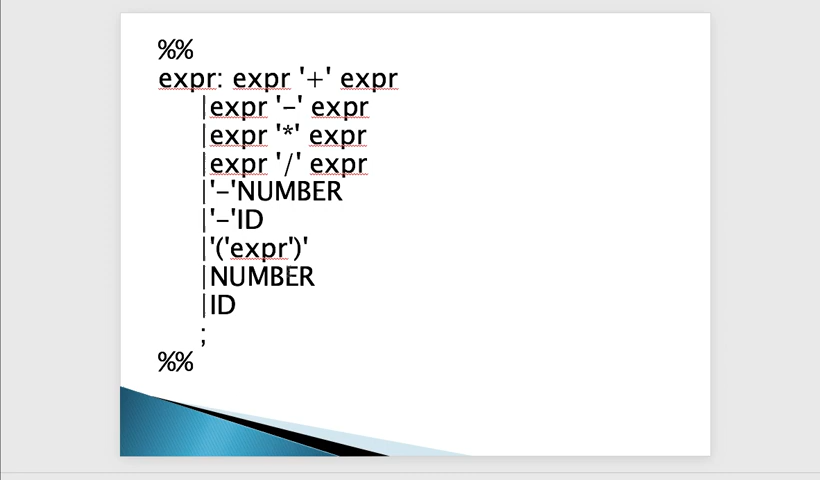 %%
expr: expr '+' expr
|expr '-' expr
|expr '*' expr
|expr '/' expr
|'-'NUMBER
|'-'ID
|'('expr')'
|NUMBER
|ID
;
%%